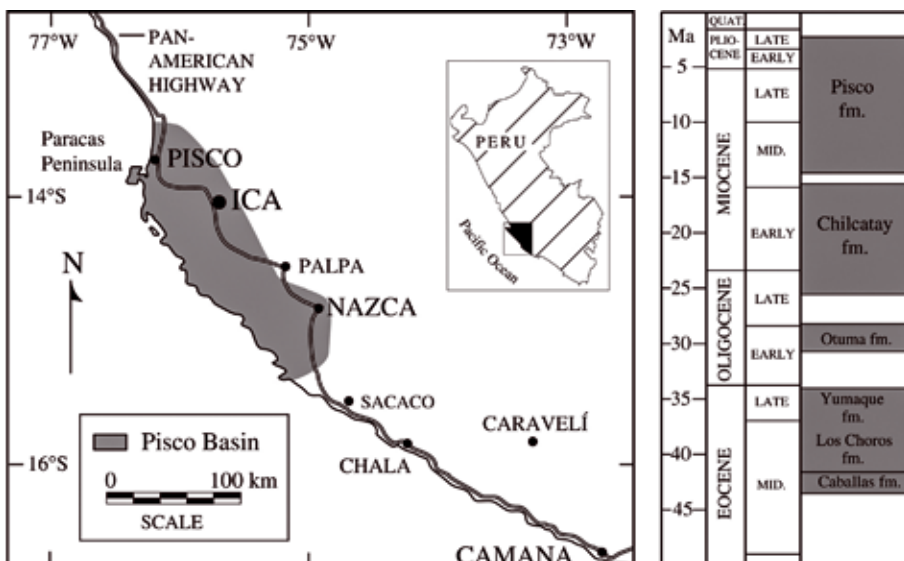 77°W
75°W
73°W
PAN-
AMERICAN
HIGHWAY
Paracas
Peninsula
PISCO
14°S
ICA
N
PALPA
NAZCA
SACACO
CARAVELÍ
CHALA
16°S
CAMANA
Pisco Basin
0
100 km
SCALE
PERU
Pacific Ocean
Ma
QUAT.
PLIO-
CENE
LATE
EARLY
5
MIOCENE
LATE
10
MID.
15
EARLY
20
25
OLIGOCENE
LATE
30
EARLY
35
EOCENE
LATE
40
MID.
45
Pisco
fm.
Chilcatay
fm.
Otuma fm.
Yumaque
fm.
Los Choros
fm.
Caballas fm.